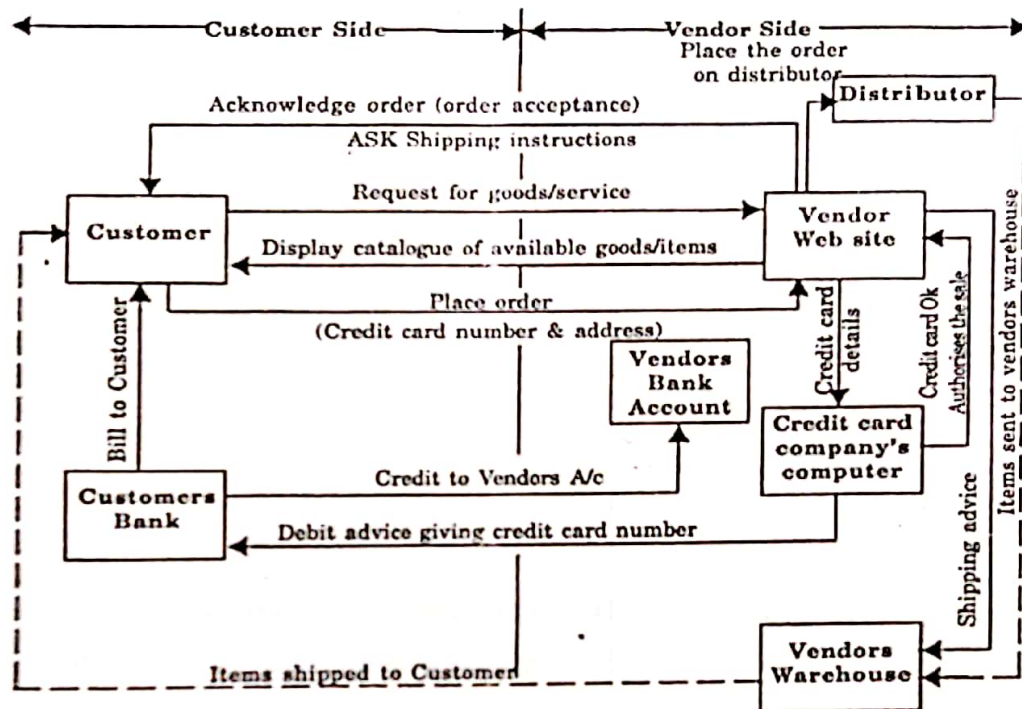 Customer Side
Vendor Side
Place the order
on distributor
Distributor
Acknowledge order (order acceptance)
ASK Shipping instructions
Request for goods/service
Customer
Vendor
Web site
Display catalogue of available goods/items
Place order
(Credit card number & address)
Bill to Customer
Vendors
Bank
Account
Credit card
details
Credit card Ok
Authorises the sale
Items sent to vendors warehouse
Credit card
company's
computer
Customers
Bank
Credit to Vendors A/c
Debit advice giving credit card number
Shipping advice
Vendors
Warehouse
Items shipped to Customer